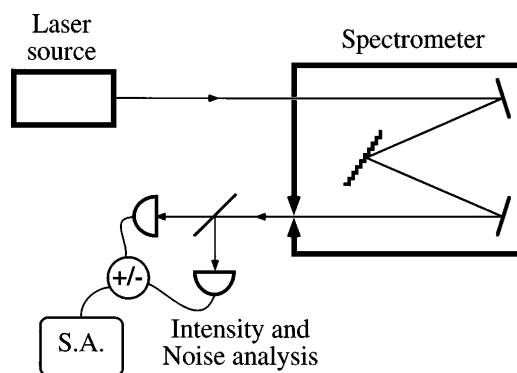 Laser
source
Spectrometer
+/-
S.A.
Intensity and
Noise analysis